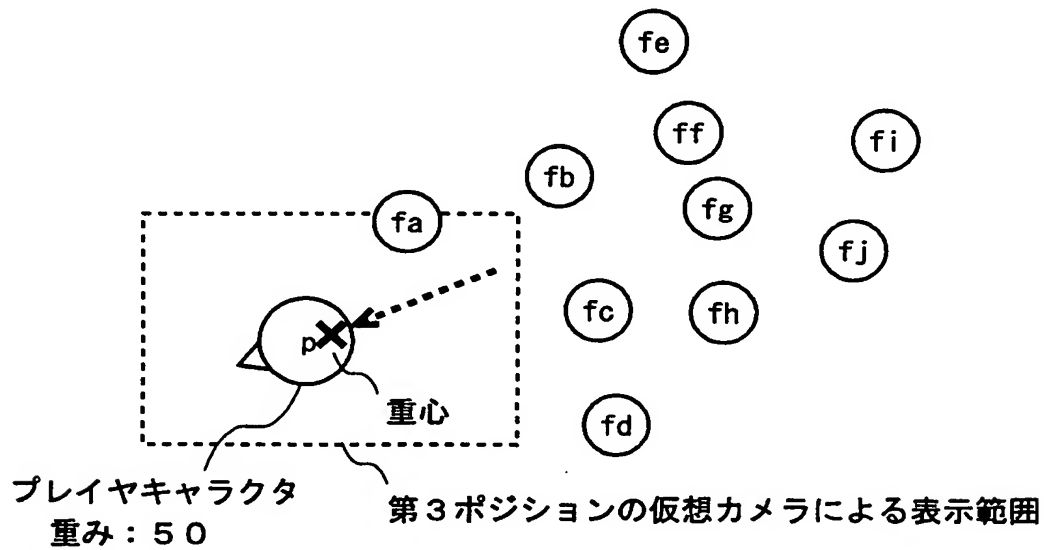 fe
ff
fi
fb
fg
fa
fj
fc
fh
p
重心
fd
プレイヤキャラクタ
重み：５０
第３ポジションの仮想カメラによる表示範囲